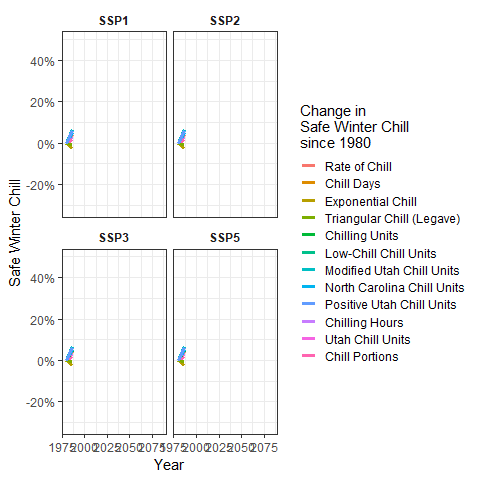 SSP1
SSP2
40%
20%
0%
-20%
SSP3
SSP5
40%
20%
0%
-20%
1975
2000
2025
2050
2075
1975
2000
2025
2050
2075
Year
Safe Winter Chill
Change in
Safe Winter Chill
since 1980
Rate of Chill
Chill Days
Exponential Chill
Triangular Chill (Legave)
Chilling Units
Low-Chill Chill Units
Modified Utah Chill Units
North Carolina Chill Units
Positive Utah Chill Units
Chilling Hours
Utah Chill Units
Chill Portions